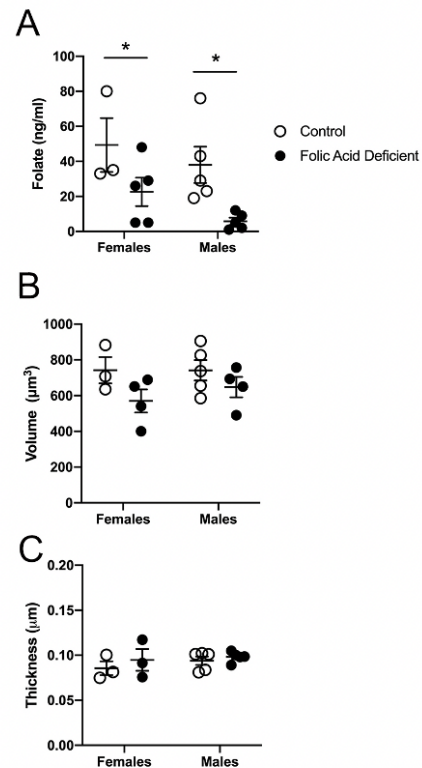 A
*
*
100
80
60
40
20
0
Folate (ng/ml)
Females
Males
Control
Folic Acid Deficient
B
1000
800
600
400
200
0
Volume (μm³)
Females
Males
C
0.20
0.15
0.10
0.05
0.00
Thickness (μm)
Females
Males